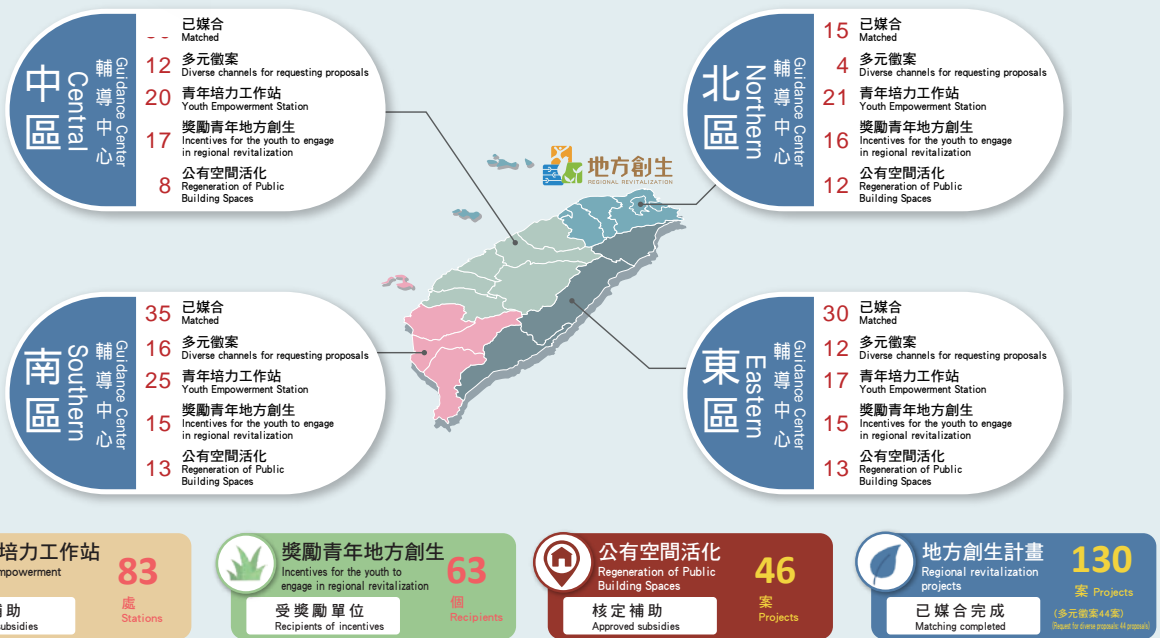 中區
Central
輔導中心
Guidance Center
已媒合
Matched
12 多元徵案
Diverse channels for requesting proposals
20 青年培力工作站
Youth Empowerment Station
17 獎勵青年地方創生
Incentives for the youth to engage
in regional revitalization
8 公有空間活化
Regeneration of Public
Building Spaces
北區
Northern
輔導中心
Guidance Center
15 已媒合
Matched
4 多元徵案
Diverse channels for requesting proposals
21 青年培力工作站
Youth Empowerment Station
16 獎勵青年地方創生
Incentives for the youth to engage
in regional revitalization
12 公有空間活化
Regeneration of Public
Building Spaces
地方創生
REGIONAL REVITALIZATION
南區
Southern
輔導中心
Guidance Center
35 已媒合
Matched
16 多元徵案
Diverse channels for requesting proposals
25 青年培力工作站
Youth Empowerment Station
15 獎勵青年地方創生
Incentives for the youth to engage
in regional revitalization
13 公有空間活化
Regeneration of Public
Building Spaces
東區
Eastern
輔導中心
Guidance Center
30 已媒合
Matched
12 多元徵案
Diverse channels for requesting proposals
17 青年培力工作站
Youth Empowerment Station
15 獎勵青年地方創生
Incentives for the youth to engage
in regional revitalization
13 公有空間活化
Regeneration of Public
Building Spaces
培力工作站
83
處
Stations
獎勵青年地方創生
Incentives for the youth to
engage in regional revitalization
受獎勵單位
Recipients of incentives
63
個
Recipients
公有空間活化
Regeneration of Public
Building Spaces
核定補助
Approved subsidies
46
案
Projects
地方創生計畫
Regional revitalization
projects
已媒合完成
Matching completed
130
案 Projects
(多元徵案44案)
(Request for diverse proposals: 44 proposals)